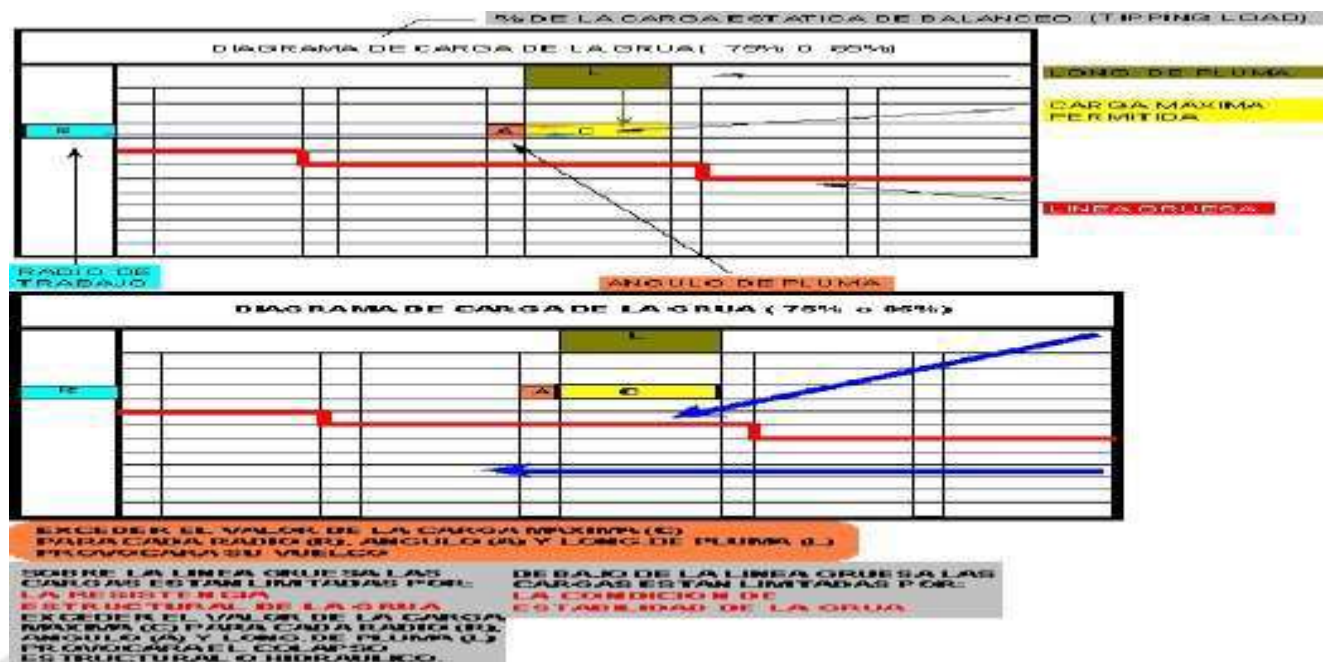 % DE LA CARGA ESTATICA DE BALANCEO (TIPPING LOAD)
DIAGRAMA DE CARGA DE LA GRUA ( 75% O 85%)
L
LONG. DE PLUMA
CARGA MAXIMA
PERMITIDA
R
A
C
LINEA GRUESA
RADIO DE
TRABAJO
ANGULO DE PLUMA
DIAGRAMA DE CARGA DE LA GRUA ( 75% o 85%)
L
R
A
C
EXCEDER EL VALOR DE LA CARGA MAXIMA (C)
PARA CADA RADIO (R), ANGULO (A) Y LONG DE PLUMA (L)
PROVOCARA SU VUELCO
SOBRE LA LINEA GRUESA LAS
CARGAS ESTAN LIMITADAS POR:
LA RESISTENCIA
ESTRUCTURAL DE LA GRUA
EXCEDER EL VALOR DE LA CARGA
MAXIMA (C) PARA CADA RADIO (R),
ANGULO (A) Y LONG DE PLUMA (L)
PROVOCARA EL COLAPSO
ESTRUCTURAL O HIDRAULICO.
DEBAJO DE LA LINEA GRUESA LAS
CARGAS ESTAN LIMITADAS POR:
LA CONDICION DE
ESTABILIDAD DE LA GRUA